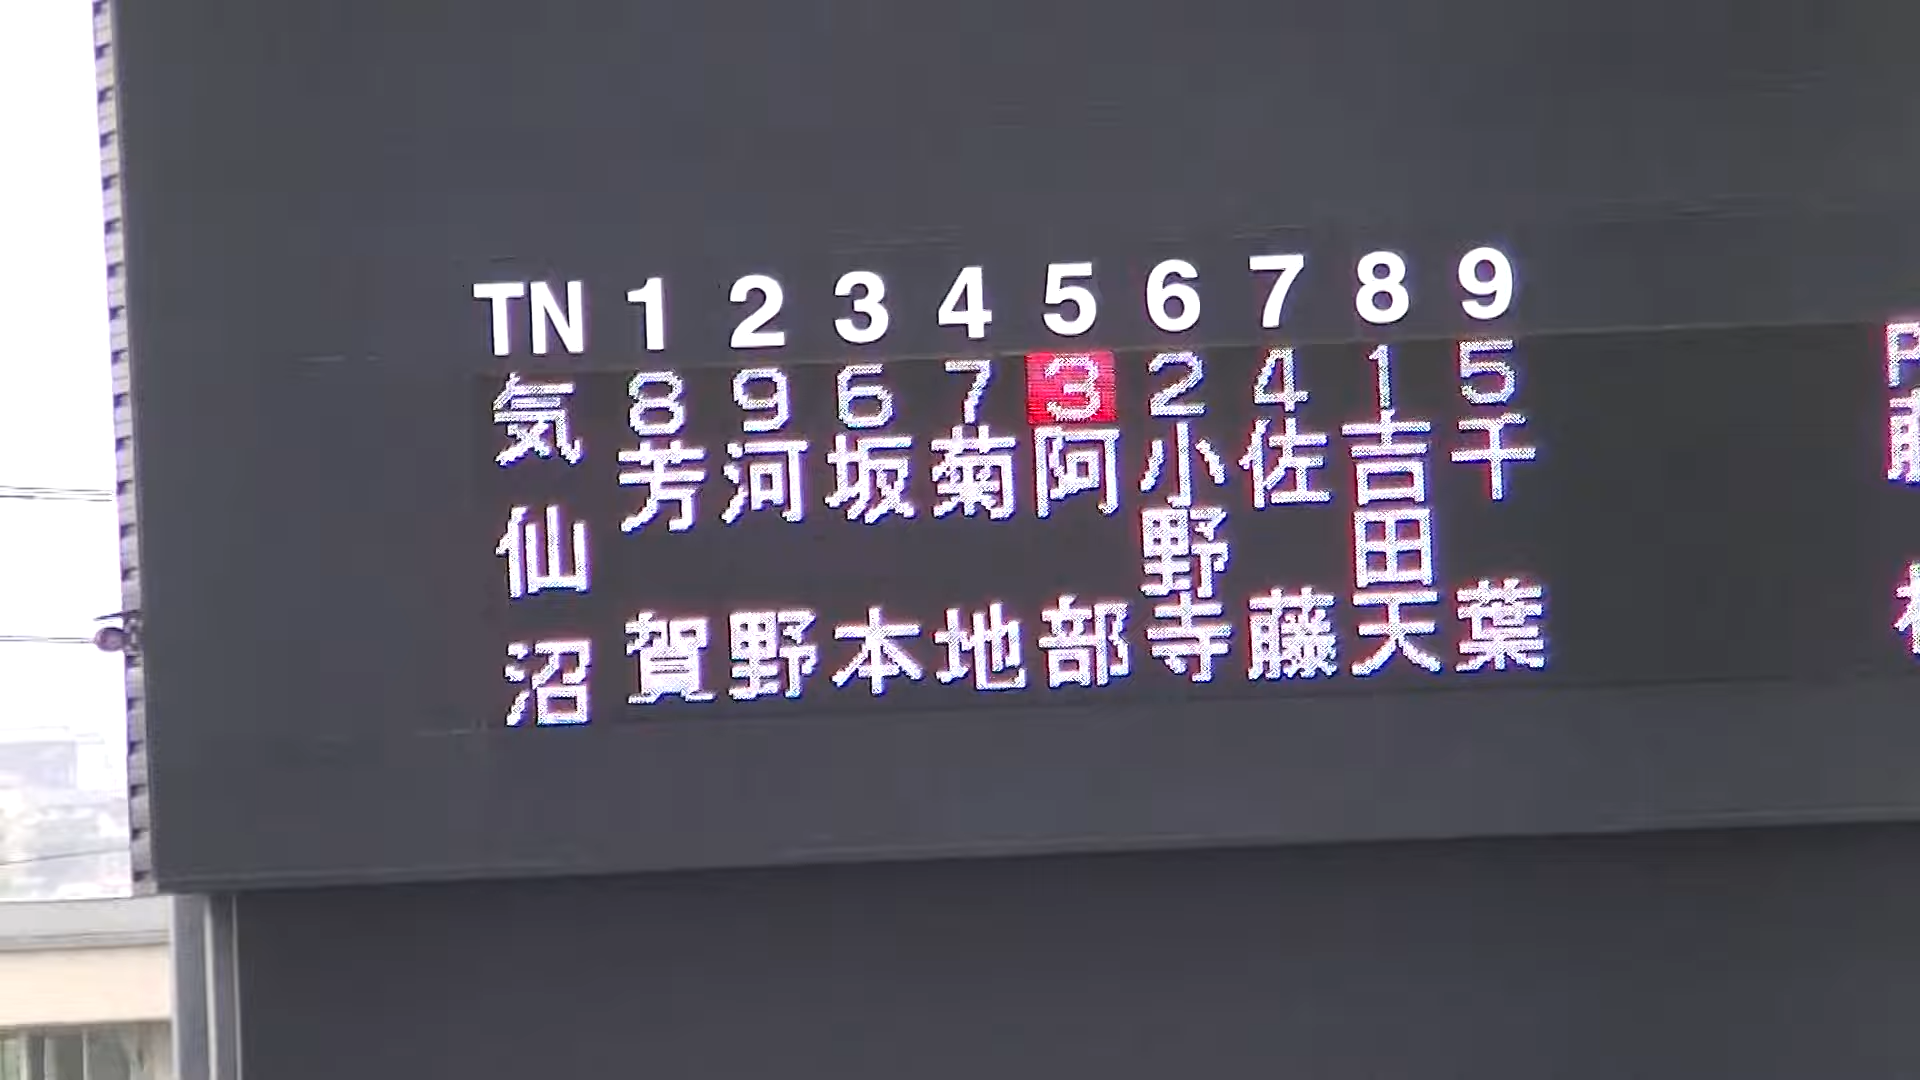 TN 1 2 3 4 5 6 7 8 9
8 9 6 7 3 2 4 1 5
気仙沼
芳賀
河野
坂本
菊地
阿部
小野寺
佐藤
吉田天
千葉